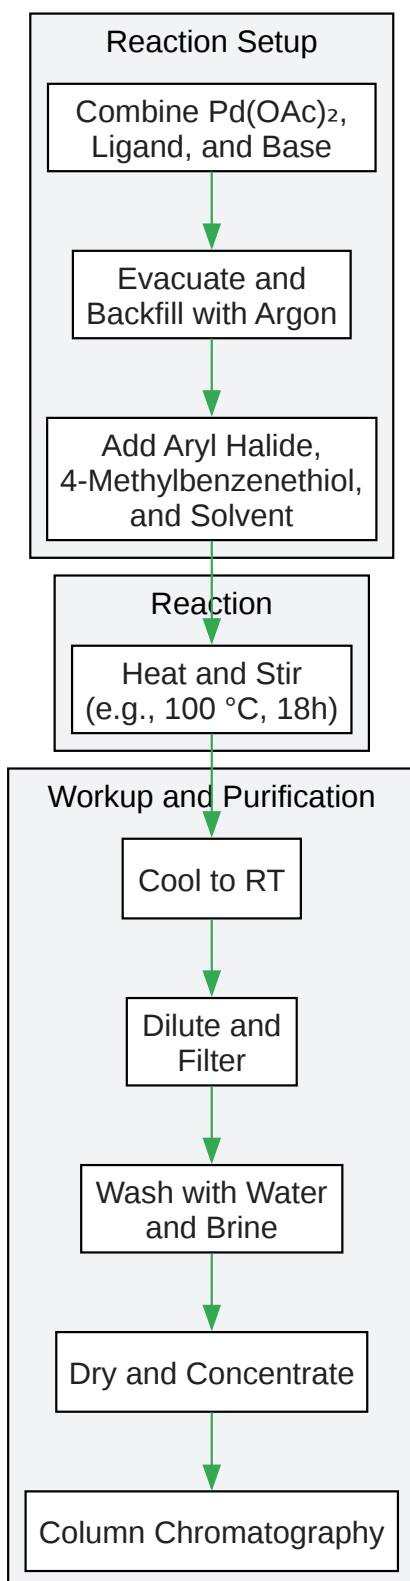 Reaction Setup
Combine Pd(OAc)₂,
Ligand, and Base
Evacuate and
Backfill with Argon
Add Aryl Halide,
4-Methylbenzenethiol,
and Solvent
Reaction
Heat and Stir
(e.g., 100 °C, 18h)
Workup and Purification
Cool to RT
Dilute and
Filter
Wash with Water
and Brine
Dry and Concentrate
Column Chromatography